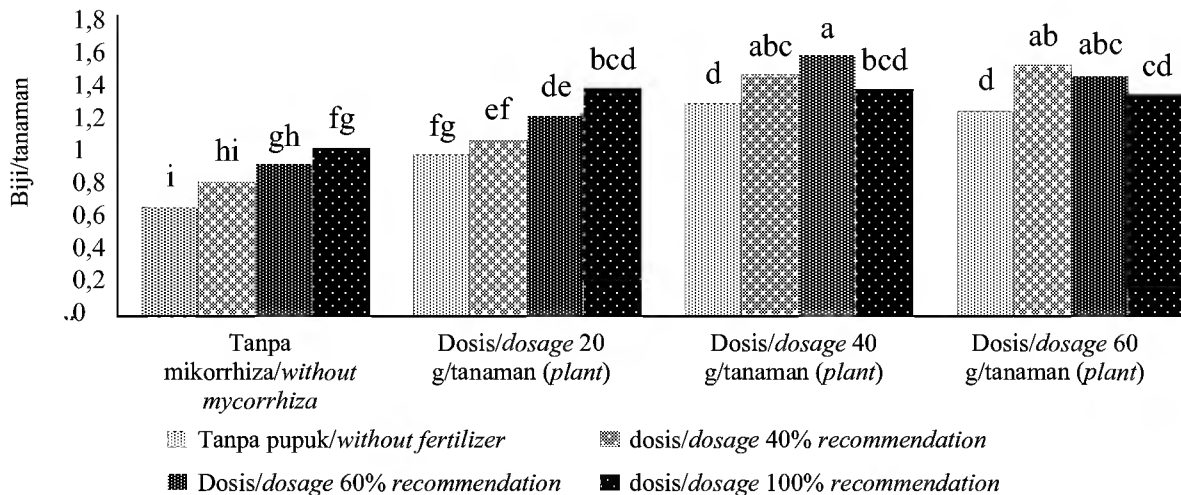 Biji/tanaman
1,8
1,6
1,4
1,2
1
0,8
0,6
0,4
0,2
.0
i
hi
gh
fg
fg
ef
de
bcd
d
abc
a
bcd
d
ab
abc
cd
Tanpa
mikorrhiza/without
mycorrhiza
Dosis/dosage 20
g/tanaman (plant)
Dosis/dosage 40
g/tanaman (plant)
Dosis/dosage 60
g/tanaman (plant)
Tanpa pupuk/without fertilizer
dosis/dosage 40% recommendation
Dosis/dosage 60% recommendation
dosis/dosage 100% recommendation